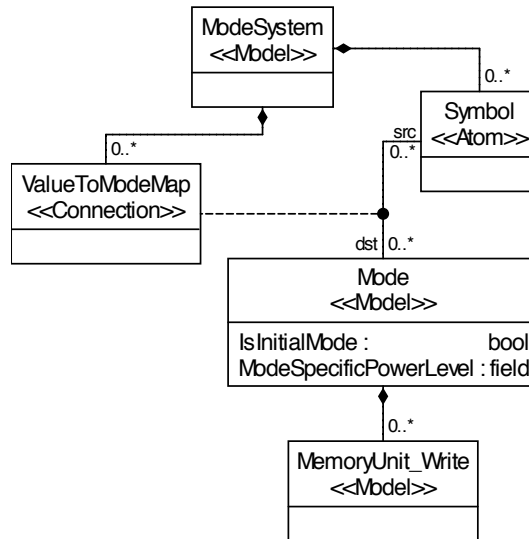 ModeSystem
<<Model>>
0..*
Symbol
<<Atom>>
src
0..*
0..*
ValueToModeMap
<<Connection>>
dst 0..*
Mode
<<Model>>
IsInitialMode : bool
ModeSpecificPowerLevel : field
0..*
MemoryUnit_Write
<<Model>>